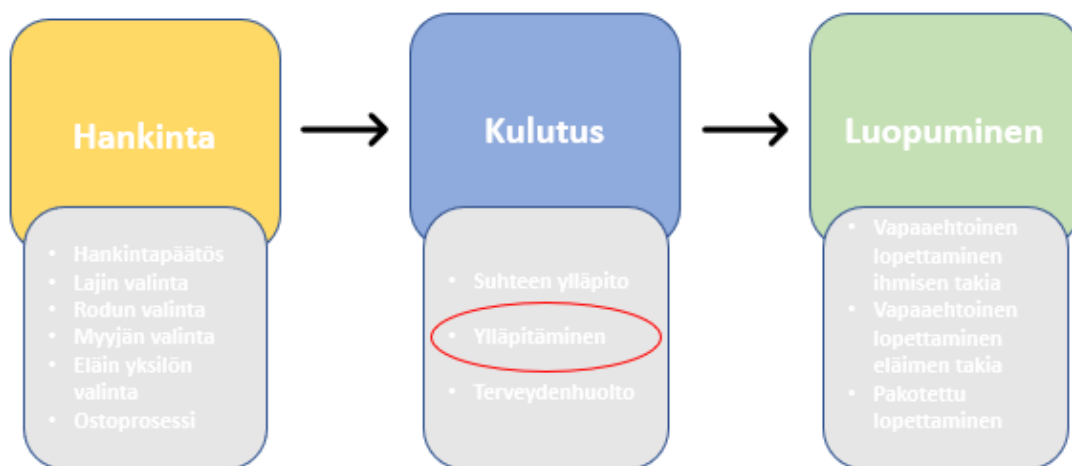 Hankinta
Hankintapäätös
Lajin valinta
Rodun valinta
Myyjän valinta
Eläin yksilön
valinta
Ostoprosessi
Kulutus
Suhteen ylläpito
Ylläpitäminen
Terveydenhuolto
Luopuminen
Vapaaehtoinen
lopettaminen
ihmisen takia
Vapaaehtoinen
lopettaminen
eläimen takia
Pakotettu
lopettaminen